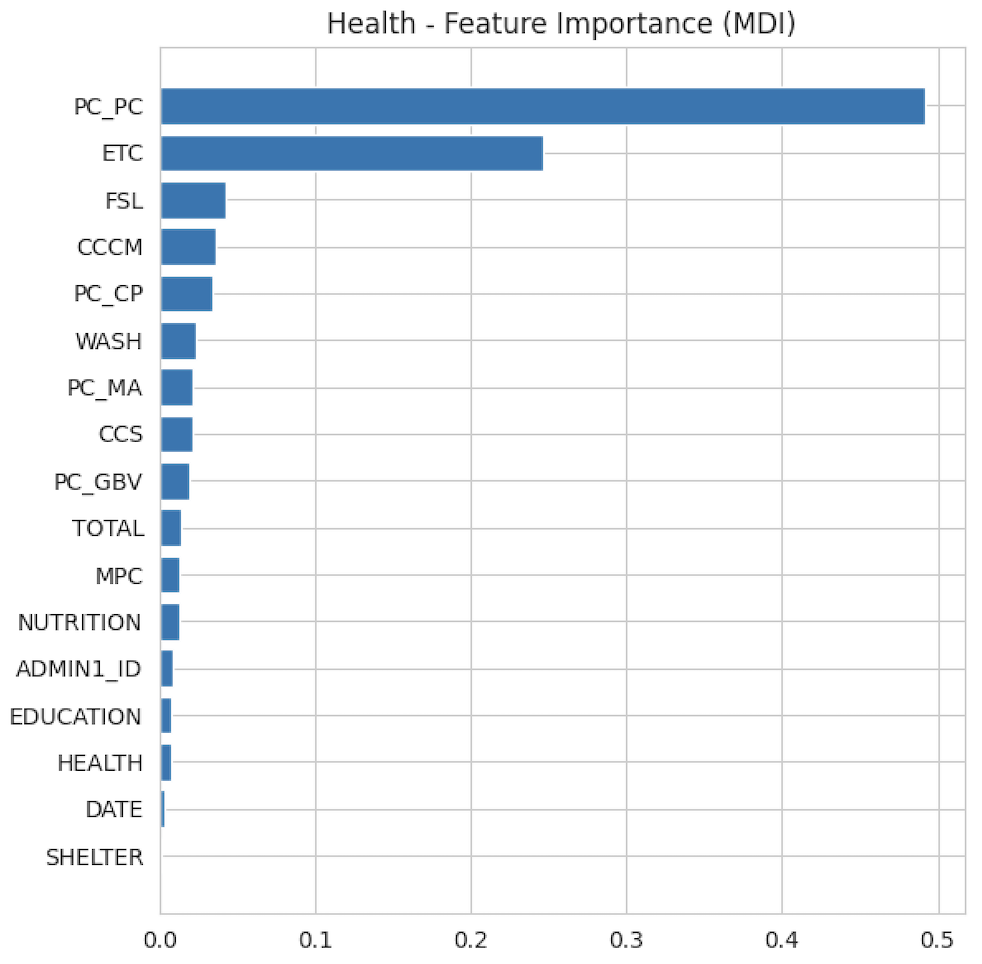 Health - Feature Importance (MDI)
PC_PC
ETC
FSL
CCCM
PC_CP
WASH
PC_MA
CCS
PC_GBV
TOTAL
MPC
NUTRITION
ADMIN1_ID
EDUCATION
HEALTH
DATE
SHELTER
0.0 0.1 0.2 0.3 0.4 0.5